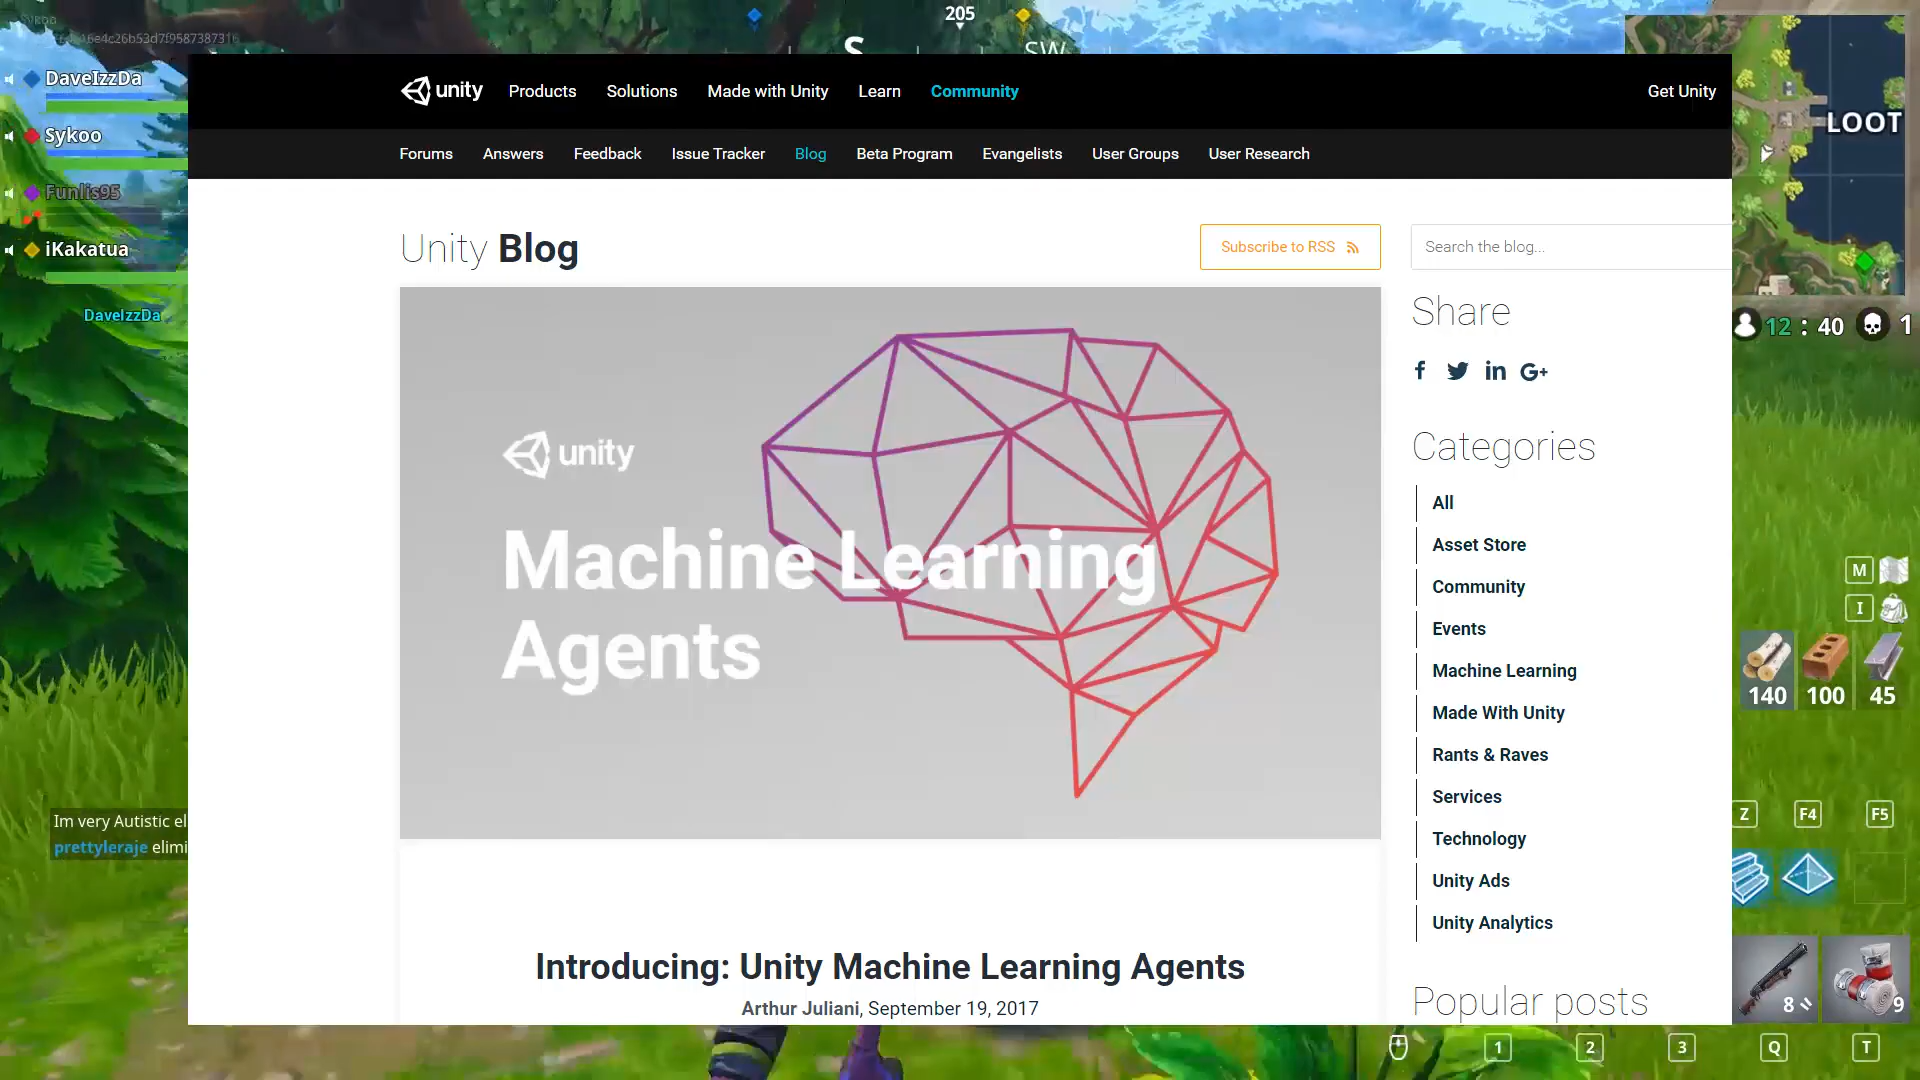 205
S
SW
DaveIzzDa
Sykoo
Funlis95
iKakatua
DaveIzzDa
LOOT
12 : 40
1
unity
Products
Solutions
Made with Unity
Learn
Community
Get Unity
Forums
Answers
Feedback
Issue Tracker
Blog
Beta Program
Evangelists
User Groups
User Research
Unity Blog
Subscribe to RSS
Search the blog...
unity
Machine Learning
Agents
Share
Categories
All
Asset Store
Community
Events
Machine Learning
Made With Unity
Rants & Raves
Services
Technology
Unity Ads
Unity Analytics
Popular posts
Introducing: Unity Machine Learning Agents
Arthur Juliani, September 19, 2017
Im very Autistic el
prettyleraje elimi
M
I
140
100
45
Z
F4
F5
8
9
1
2
3
Q
T